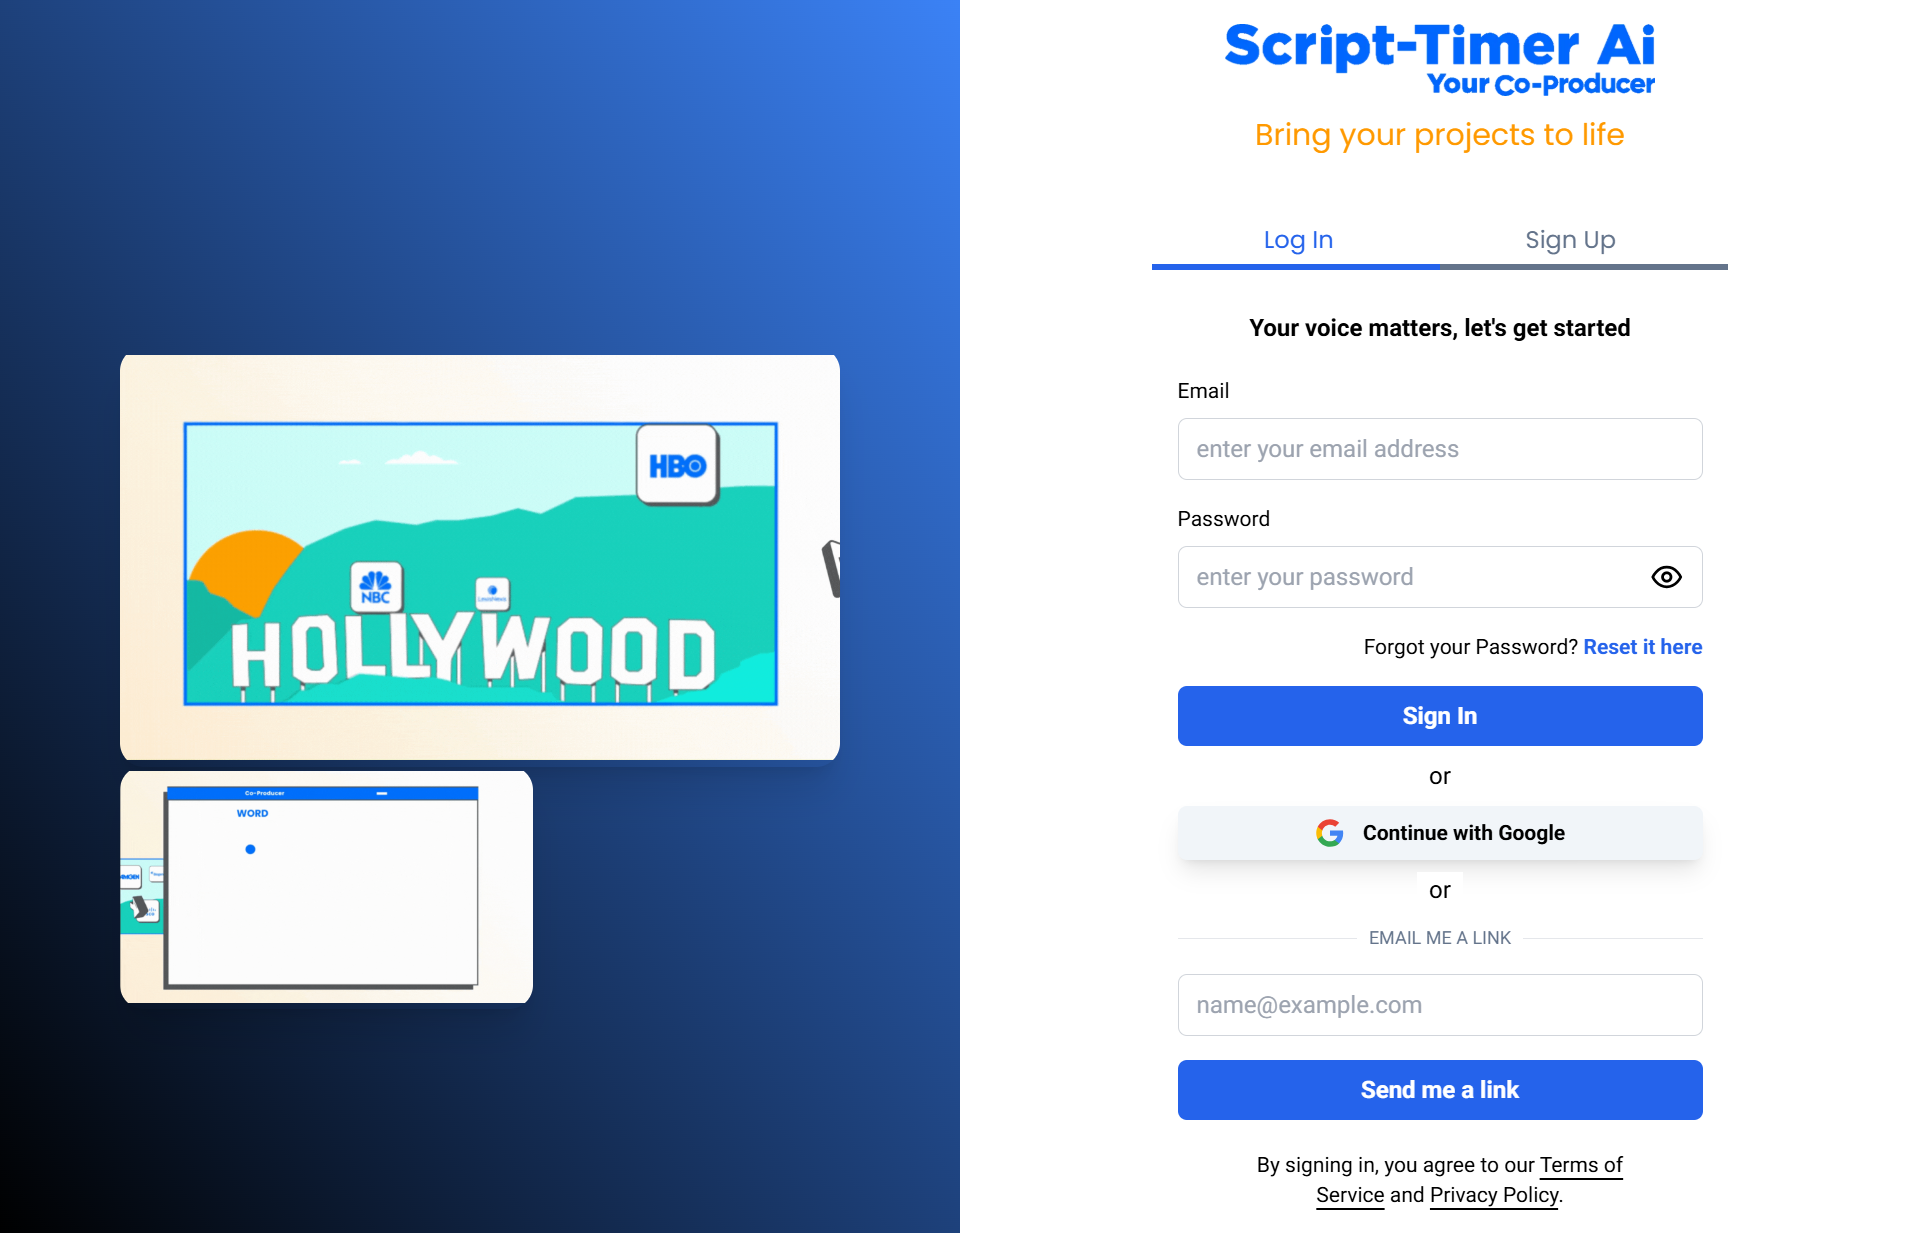 HBO
NBC
HOLLYWOOD
Co-Producer
WORD
Script-Timer Ai
Your Co-Producer
Bring your projects to life
Log In
Sign Up
Your voice matters, let's get started
Email
enter your email address
Password
enter your password
Forgot your Password? Reset it here
Sign In
or
Continue with Google
or
EMAIL ME A LINK
name@example.com
Send me a link
By signing in, you agree to our Terms of
Service and Privacy Policy.